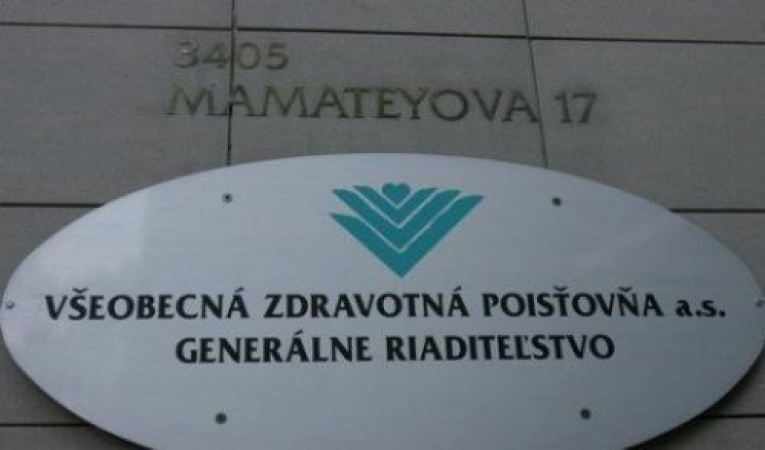 3405
MAMATEYOVA 17
VŠEOBECNÁ ZDRAVOTNÁ POISŤOVŇA a.s.
GENERÁLNE RIADITEĽSTVO